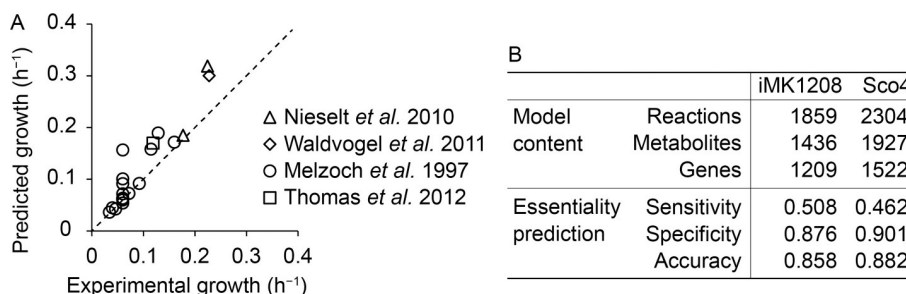 A
Predicted growth (h⁻¹)
0.4
0.3
0.2
0.1
0
0 0.1 0.2 0.3 0.4
Experimental growth (h⁻¹)
Nieselt et al. 2010
Waldvogel et al. 2011
Melzoch et al. 1997
Thomas et al. 2012
B
iMK1208 Sco4
Model Reactions 1859 2304
content Metabolites 1436 1927
Genes 1209 1522
Essentiality Sensitivity 0.508 0.462
prediction Specificity 0.876 0.901
Accuracy 0.858 0.882